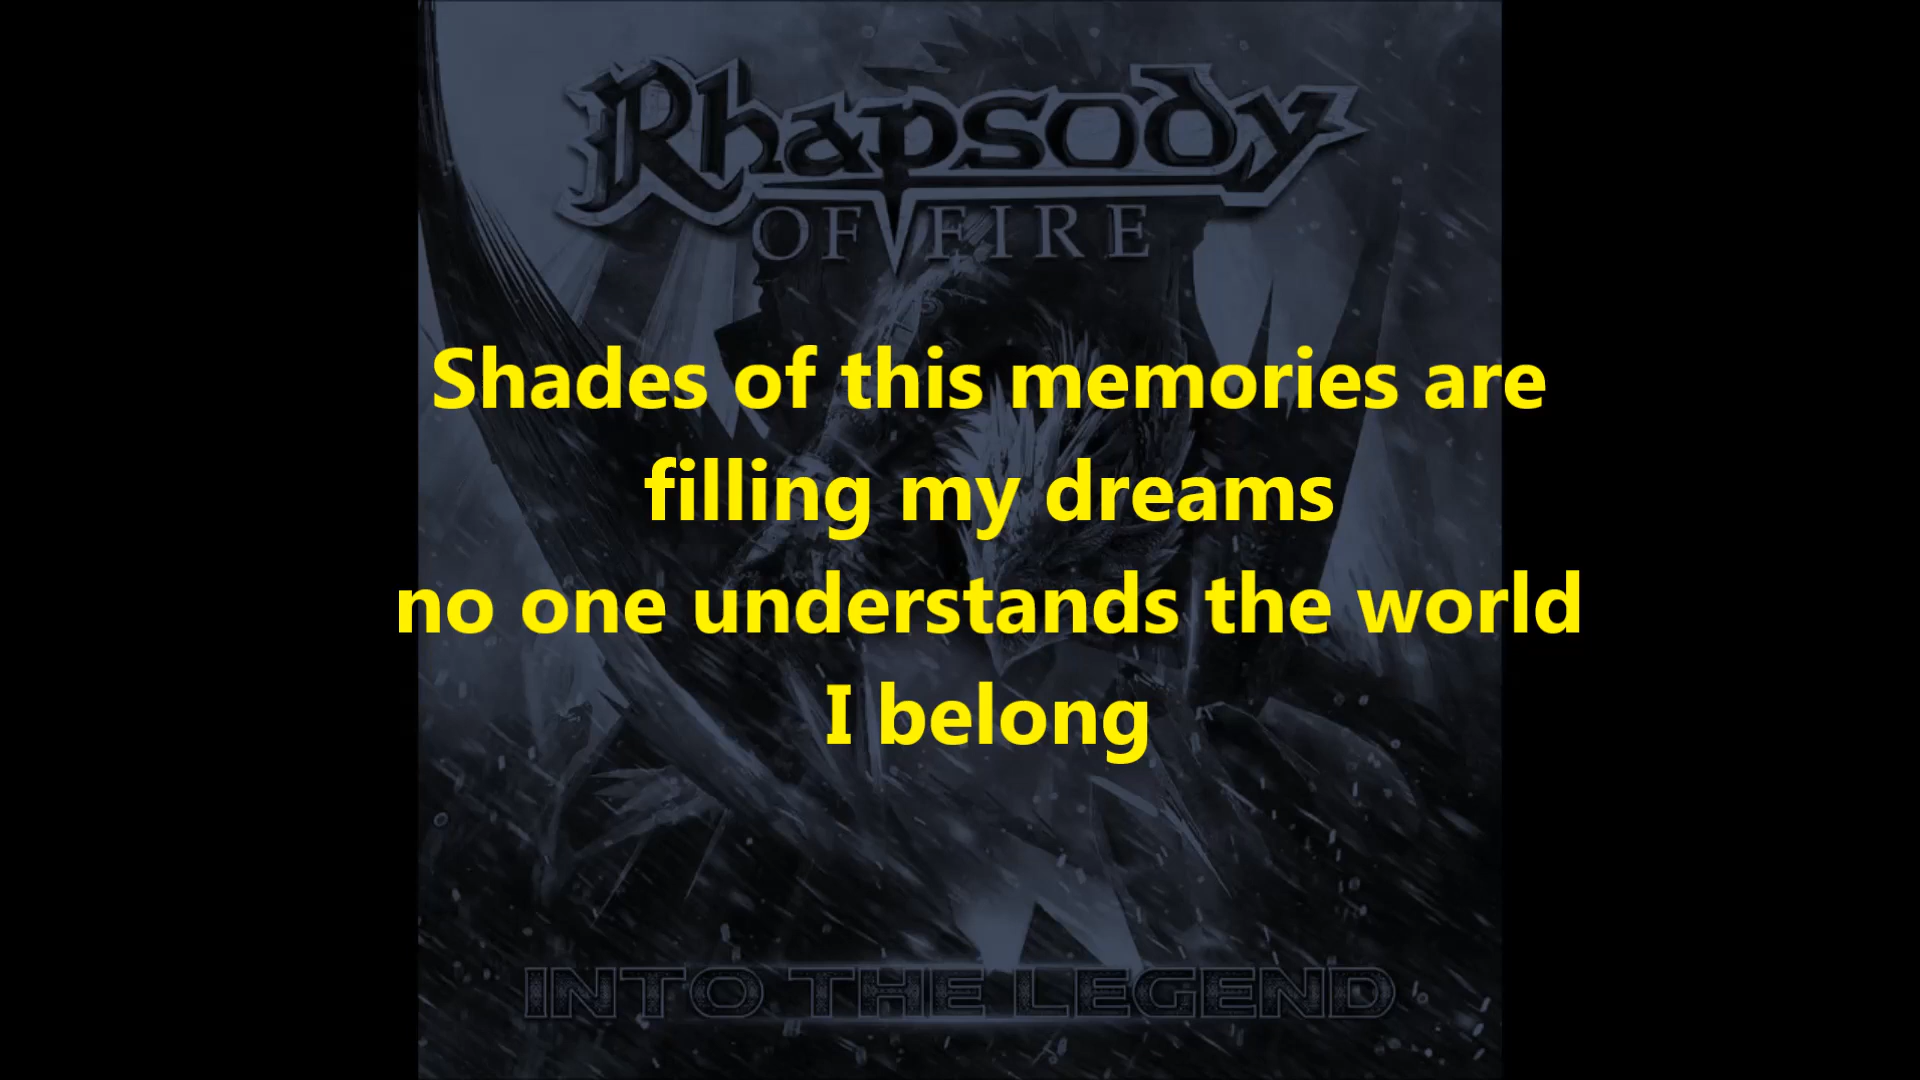 Rhapsody
OF FIRE
Shades of this memories are
filling my dreams
no one understands the world
I belong
INTO THE LEGEND